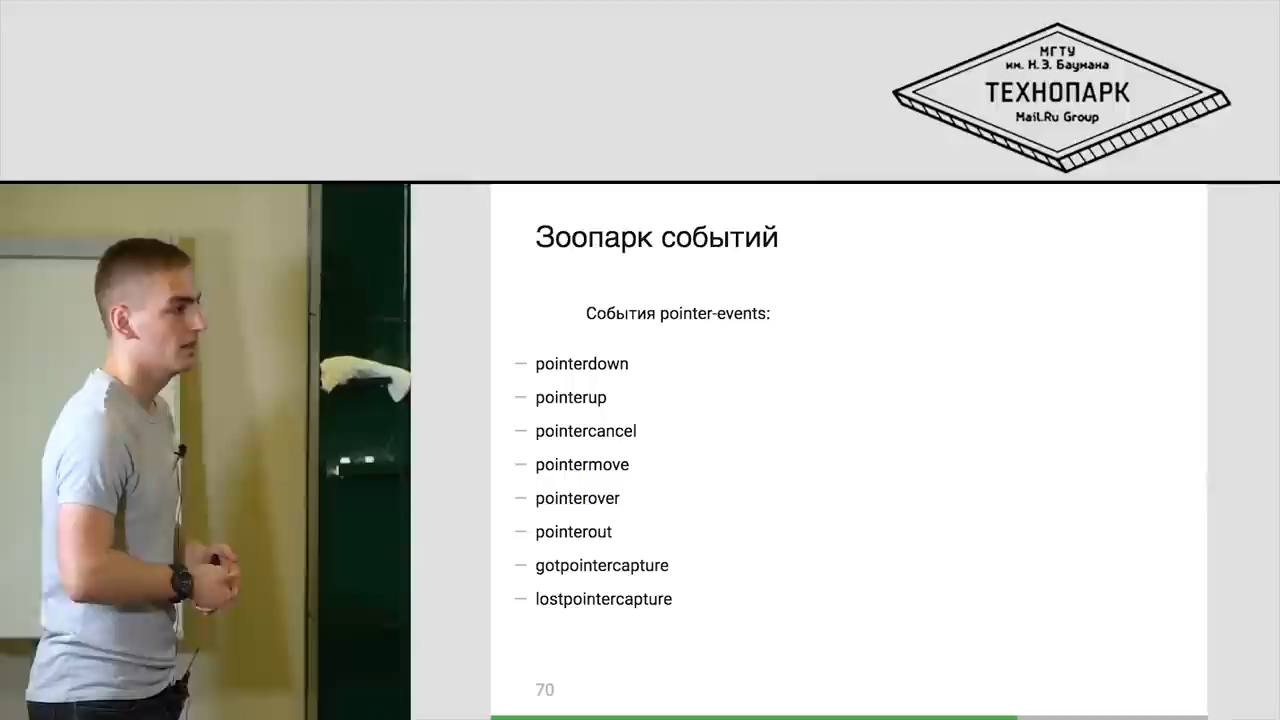 МГТУ
им. Н.Э. Баумана
ТЕХНОПАРК
Mail.Ru Group
Зоопарк событий
События pointer-events:
— pointerdown
— pointerup
— pointercancel
— pointermove
— pointerover
— pointerout
— gotpointercapture
— lostpointercapture
70